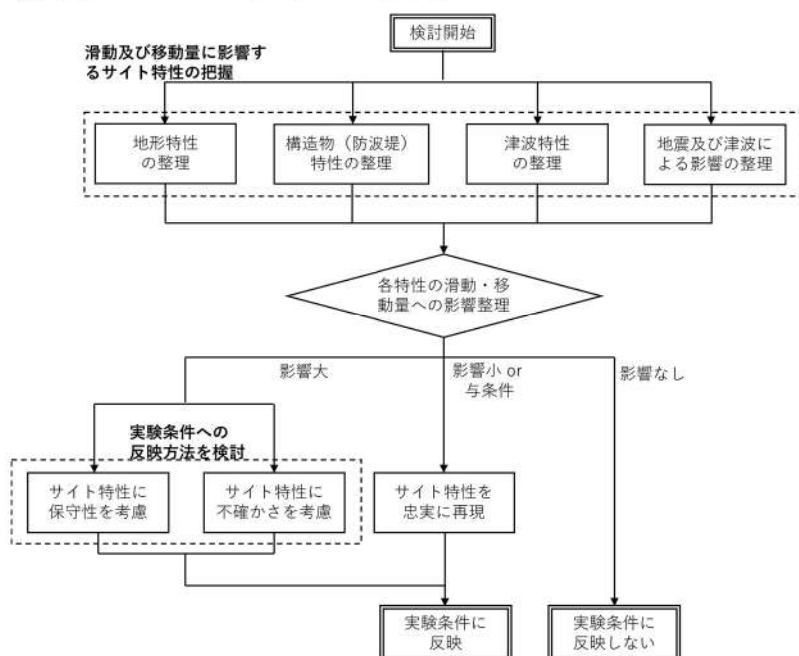 検討開始
滑動及び移動量に影響す
るサイト特性の把握
地形特性
の整理
構造物（防波堤）
特性の整理
津波特性
の整理
地震及び津波に
よる影響の整理
各特性の滑動・移
動量への影響整理
影響大
影響小 or
与条件
影響なし
実験条件への
反映方法を検討
サイト特性に
保守性を考慮
サイト特性に
不確かさを考慮
サイト特性を
忠実に再現
実験条件に
反映
実験条件に
反映しない